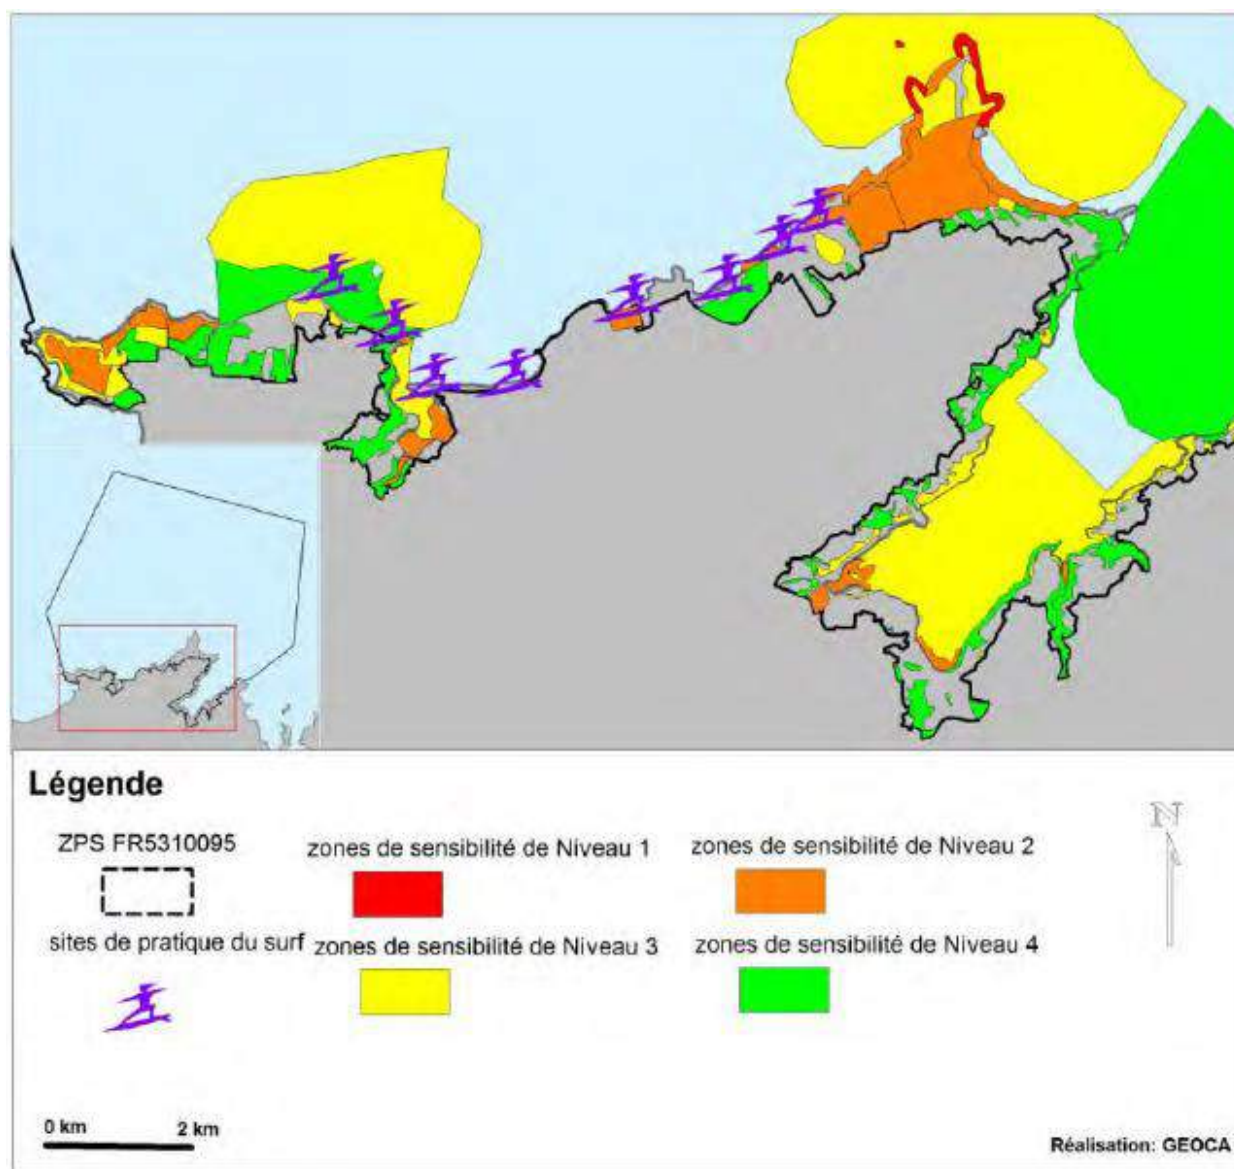 Légende
ZPS FR5310095
zones de sensibilité de Niveau 1
zones de sensibilité de Niveau 2
sites de pratique du surf
zones de sensibilité de Niveau 3
zones de sensibilité de Niveau 4
N
0 km
2 km
Réalisation: GEOCA